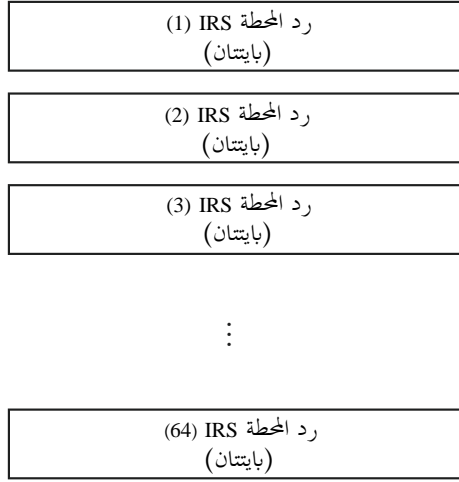 رد المحطة IRS (1)
(بايتتان)
رد المحطة IRS (2)
(بايتتان)
رد المحطة IRS (3)
(بايتتان)
⋮
رد المحطة IRS (64)
(بايتتان)